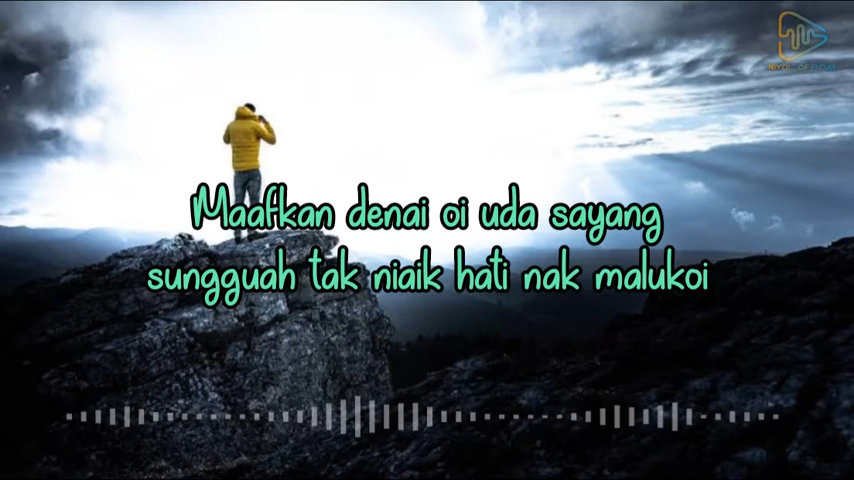 Maafkan denai oi uda sayang
sungguah tak niaik hati nak malukoi